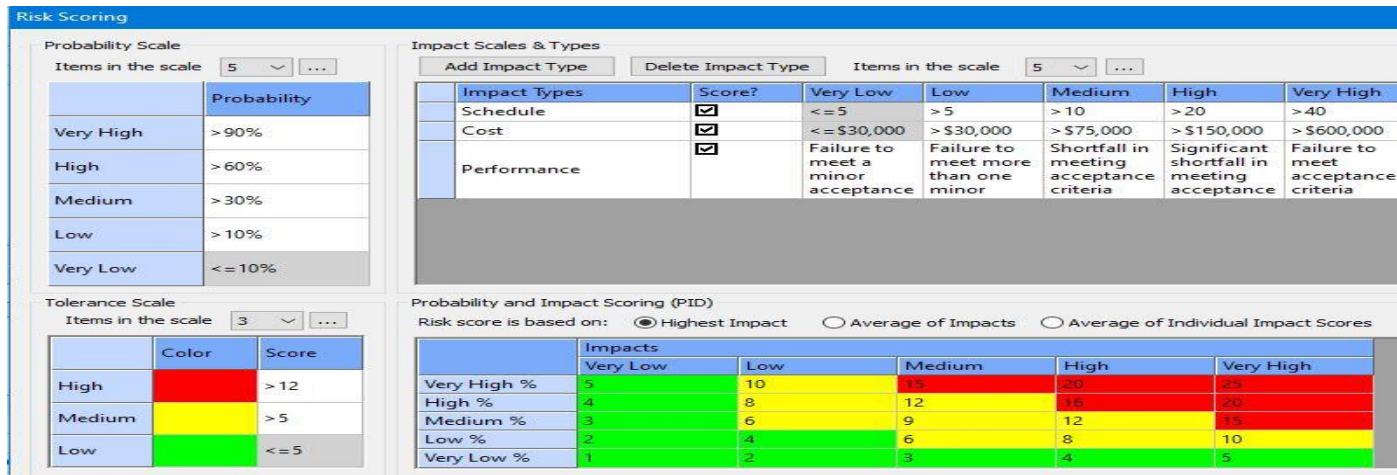 Risk Scoring
Probability Scale
Items in the scale 5 ...
Probability
Very High >90%
High >60%
Medium >30%
Low >10%
Very Low <=10%
Impact Scales & Types
Add Impact Type Delete Impact Type Items in the scale 5 ...
Impact Types Score? Very Low Low Medium High Very High
Schedule <=5 >5 >10 >20 >40
Cost <=$30,000 >$30,000 >$75,000 >$150,000 >$600,000
Performance
Failure to
meet a
minor
acceptance
Failure to
meet more
than one
minor
Shortfall in
meeting
acceptance
criteria
Significant
shortfall in
meeting
acceptance
Failure to
meet
acceptance
criteria
Tolerance Scale
Items in the scale 3 ...
Color Score
High >12
Medium >5
Low <=5
Probability and Impact Scoring (PID)
Risk score is based on: Highest Impact Average of Impacts Average of Individual Impact Scores
Impacts
Very Low Low Medium High Very High
Very High % 5 10 15 20 25
High % 4 8 12 16 20
Medium % 3 6 9 12 15
Low % 2 4 6 8 10
Very Low % 1 2 3 4 5